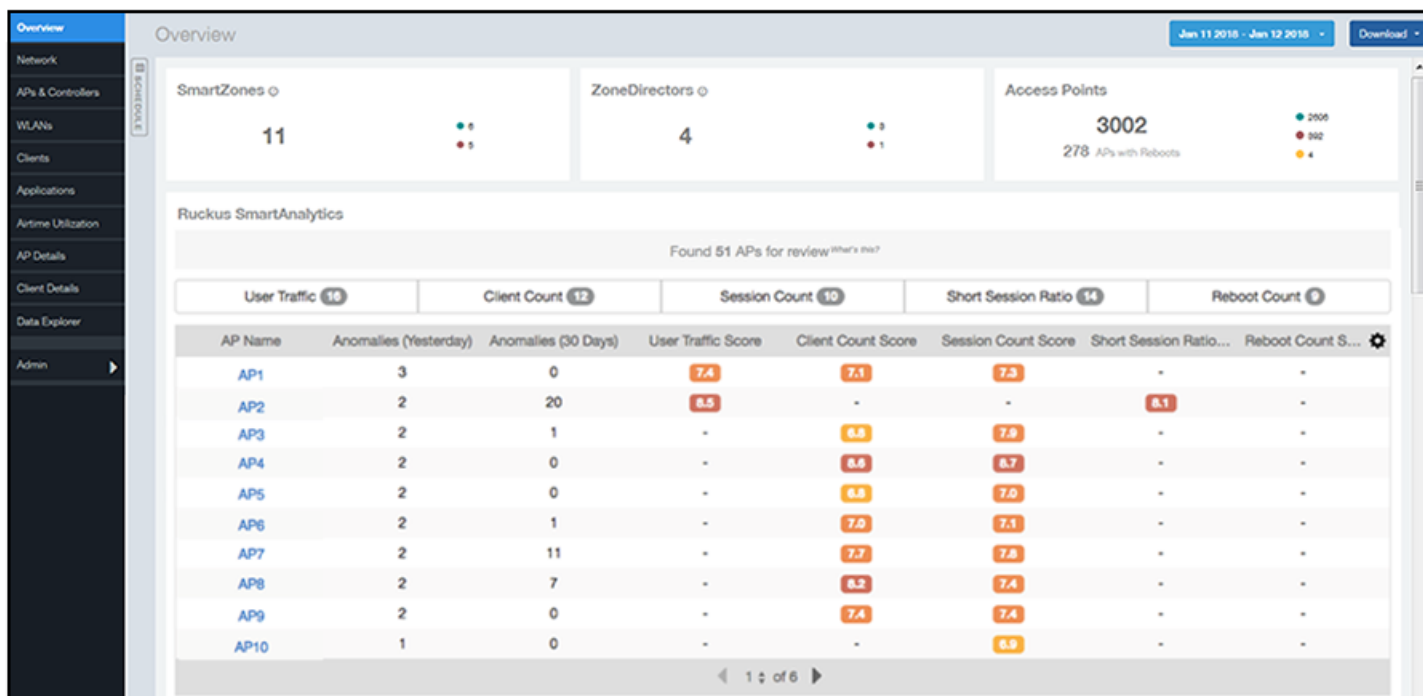 Overview
Network
APs & Controllers
WLANs
Clients
Applications
Airtime Utilization
AP Details
Client Details
Data Explorer
Admin
Overview
Jan 11 2018 - Jan 12 2018
Download
SCHEDULE
SmartZones
11
6
5
ZoneDirectors
4
3
1
Access Points
3002
278 APs with Reboots
2606
392
4
Ruckus SmartAnalytics
Found 51 APs for review What's this?
User Traffic 16 Client Count 12 Session Count 10 Short Session Ratio 14 Reboot Count 9
AP Name Anomalies (Yesterday) Anomalies (30 Days) User Traffic Score Client Count Score Session Count Score Short Session Ratio... Reboot Count S...
AP1 3 0 7.4 7.1 7.3 - -
AP2 2 20 8.5 - - 8.1 -
AP3 2 1 - 6.8 7.9 - -
AP4 2 0 - 8.6 8.7 - -
AP5 2 0 - 6.8 7.0 - -
AP6 2 1 - 7.0 7.1 - -
AP7 2 11 - 7.7 7.8 - -
AP8 2 7 - 8.2 7.4 - -
AP9 2 0 - 7.4 7.4 - -
AP10 1 0 - - 6.9 - -
1 of 6